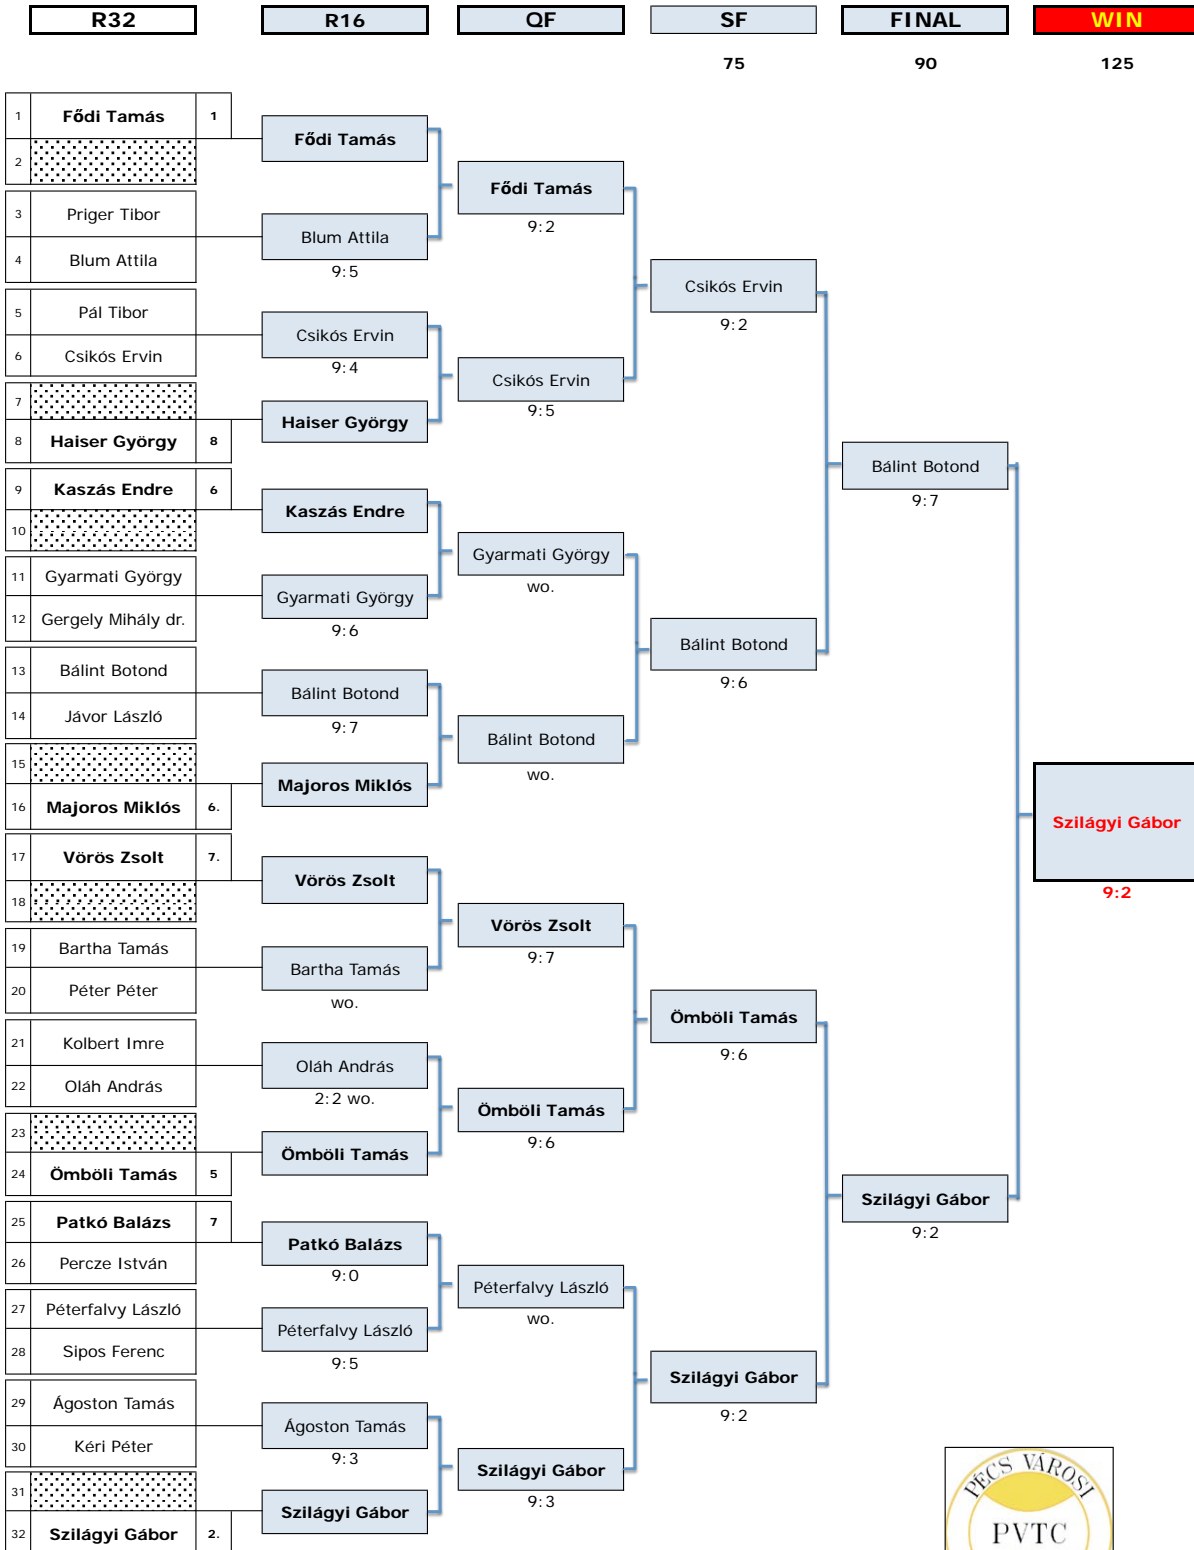 R32 R16 QF SF FINAL WIN
75 90 125
1 Fődi Tamás 1
2
3 Priger Tibor
4 Blum Attila
5 Pál Tibor
6 Csikós Ervin
7
8 Haiser György 8
9 Kaszás Endre 6
10
11 Gyarmati György
12 Gergely Mihály dr.
13 Bálint Botond
14 Jávor László
15
16 Majoros Miklós 6.
17 Vörös Zsolt 7.
18
19 Bartha Tamás
20 Péter Péter
21 Kolbert Imre
22 Oláh András
23
24 Ömböli Tamás 5
25 Patkó Balázs 7
26 Percze István
27 Péterfalvy László
28 Sipos Ferenc
29 Ágoston Tamás
30 Kéri Péter
31
32 Szilágyi Gábor 2.
Fődi Tamás
Blum Attila
9:5
Csikós Ervin
9:4
Haiser György
Kaszás Endre
Gyarmati György
9:6
Bálint Botond
9:7
Majoros Miklós
Vörös Zsolt
Bartha Tamás
wo.
Oláh András
2:2 wo.
Ömböli Tamás
Patkó Balázs
9:0
Péterfalvy László
9:5
Ágoston Tamás
9:3
Szilágyi Gábor
Fődi Tamás
9:2
Csikós Ervin
9:5
Gyarmati György
wo.
Bálint Botond
wo.
Vörös Zsolt
9:7
Ömböli Tamás
9:6
Péterfalvy László
wo.
Szilágyi Gábor
9:3
Csikós Ervin
9:2
Bálint Botond
9:6
Ömböli Tamás
9:6
Szilágyi Gábor
9:2
Bálint Botond
9:7
Szilágyi Gábor
9:2
Szilágyi Gábor
9:2
PÉCS VÁROSI
PVTC